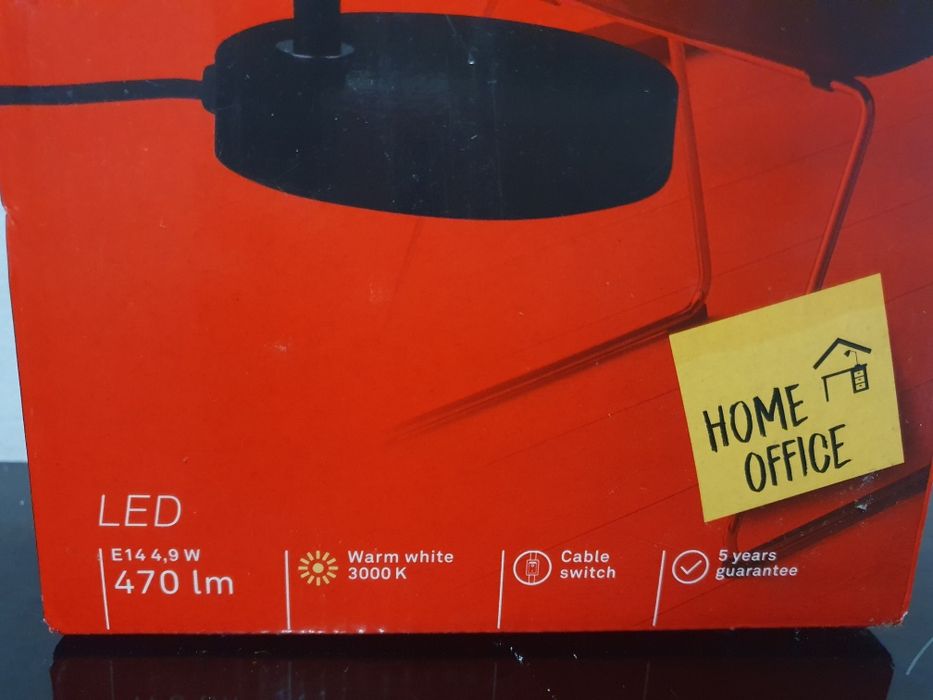 HOME
OFFICE
LED
E14 4,9 W
470 lm
Warm white
3000 K
Cable
switch
5 years
guarantee